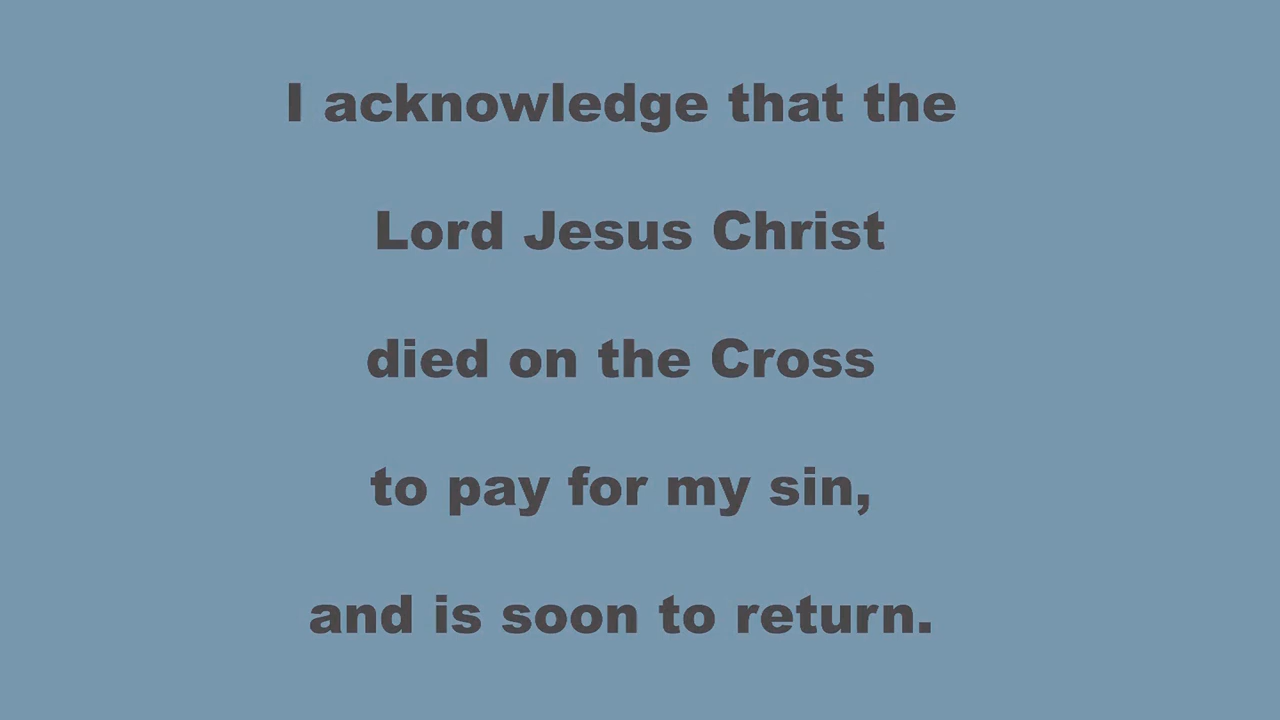 I acknowledge that the
Lord Jesus Christ
died on the Cross
to pay for my sin,
and is soon to return.